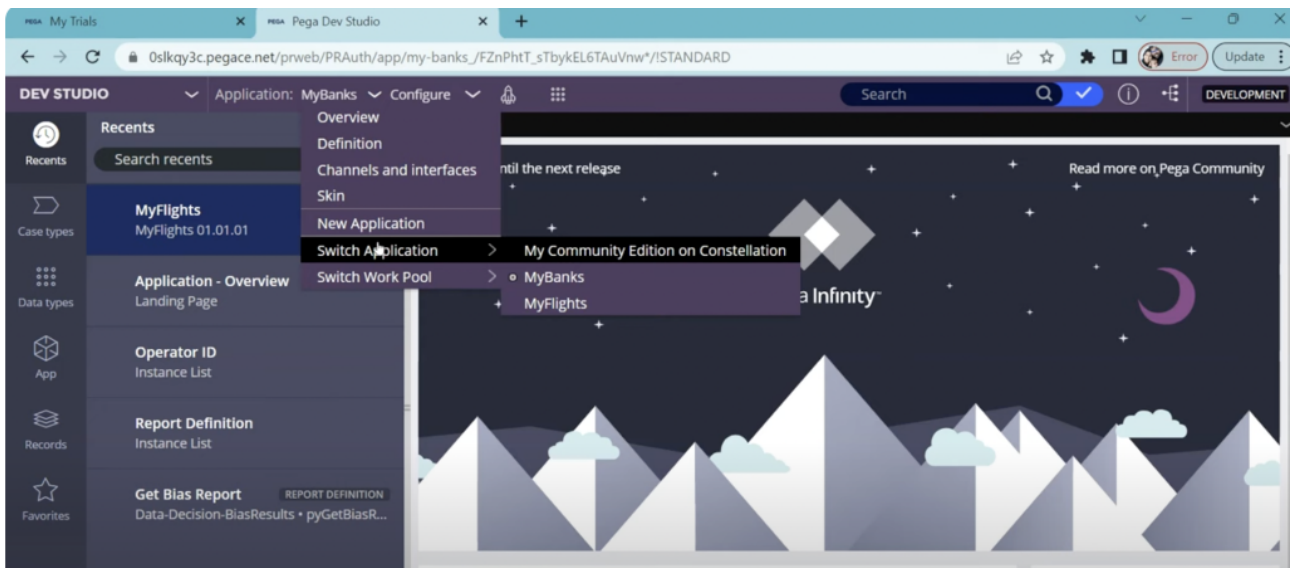 PEGA My Trials
PEGA Pega Dev Studio
0slkqy3c.pegace.net/prweb/PRAuth/app/my-banks_/FZnPhtT_sTbykEL6TAuVnw*/!STANDARD
Error
Update
DEV STUDIO
Application: MyBanks
Configure
Search
DEVELOPMENT
Recents
Case types
Data types
App
Records
Favorites
Recents
Search recents
MyFlights
MyFlights 01.01.01
Application - Overview
Landing Page
Operator ID
Instance List
Report Definition
Instance List
Get Bias Report REPORT DEFINITION
Data-Decision-BiasResults • pyGetBiasR...
Overview
Definition
Channels and interfaces
Skin
New Application
Switch Application
Switch Work Pool
My Community Edition on Constellation
MyBanks
MyFlights
ntil the next release
Read more on Pega Community
a Infinity™